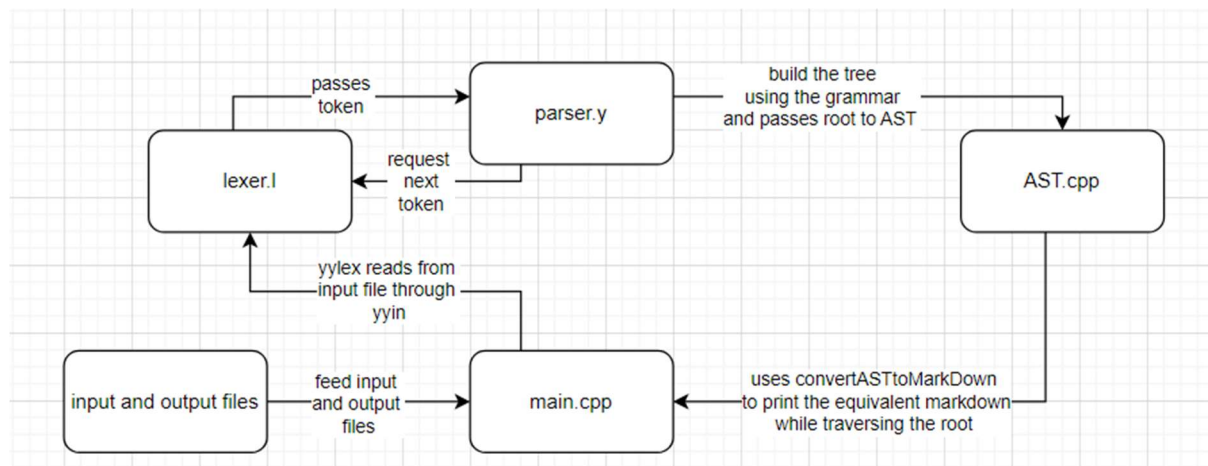 passes
token
parser.y
build the tree
using the grammar
and passes root to AST
lexer.l
request
next
token
AST.cpp
yylex reads from
input file through
yyin
input and output files
feed input
and output
files
main.cpp
uses convertASTtoMarkDown
to print the equivalent markdown
while traversing the root